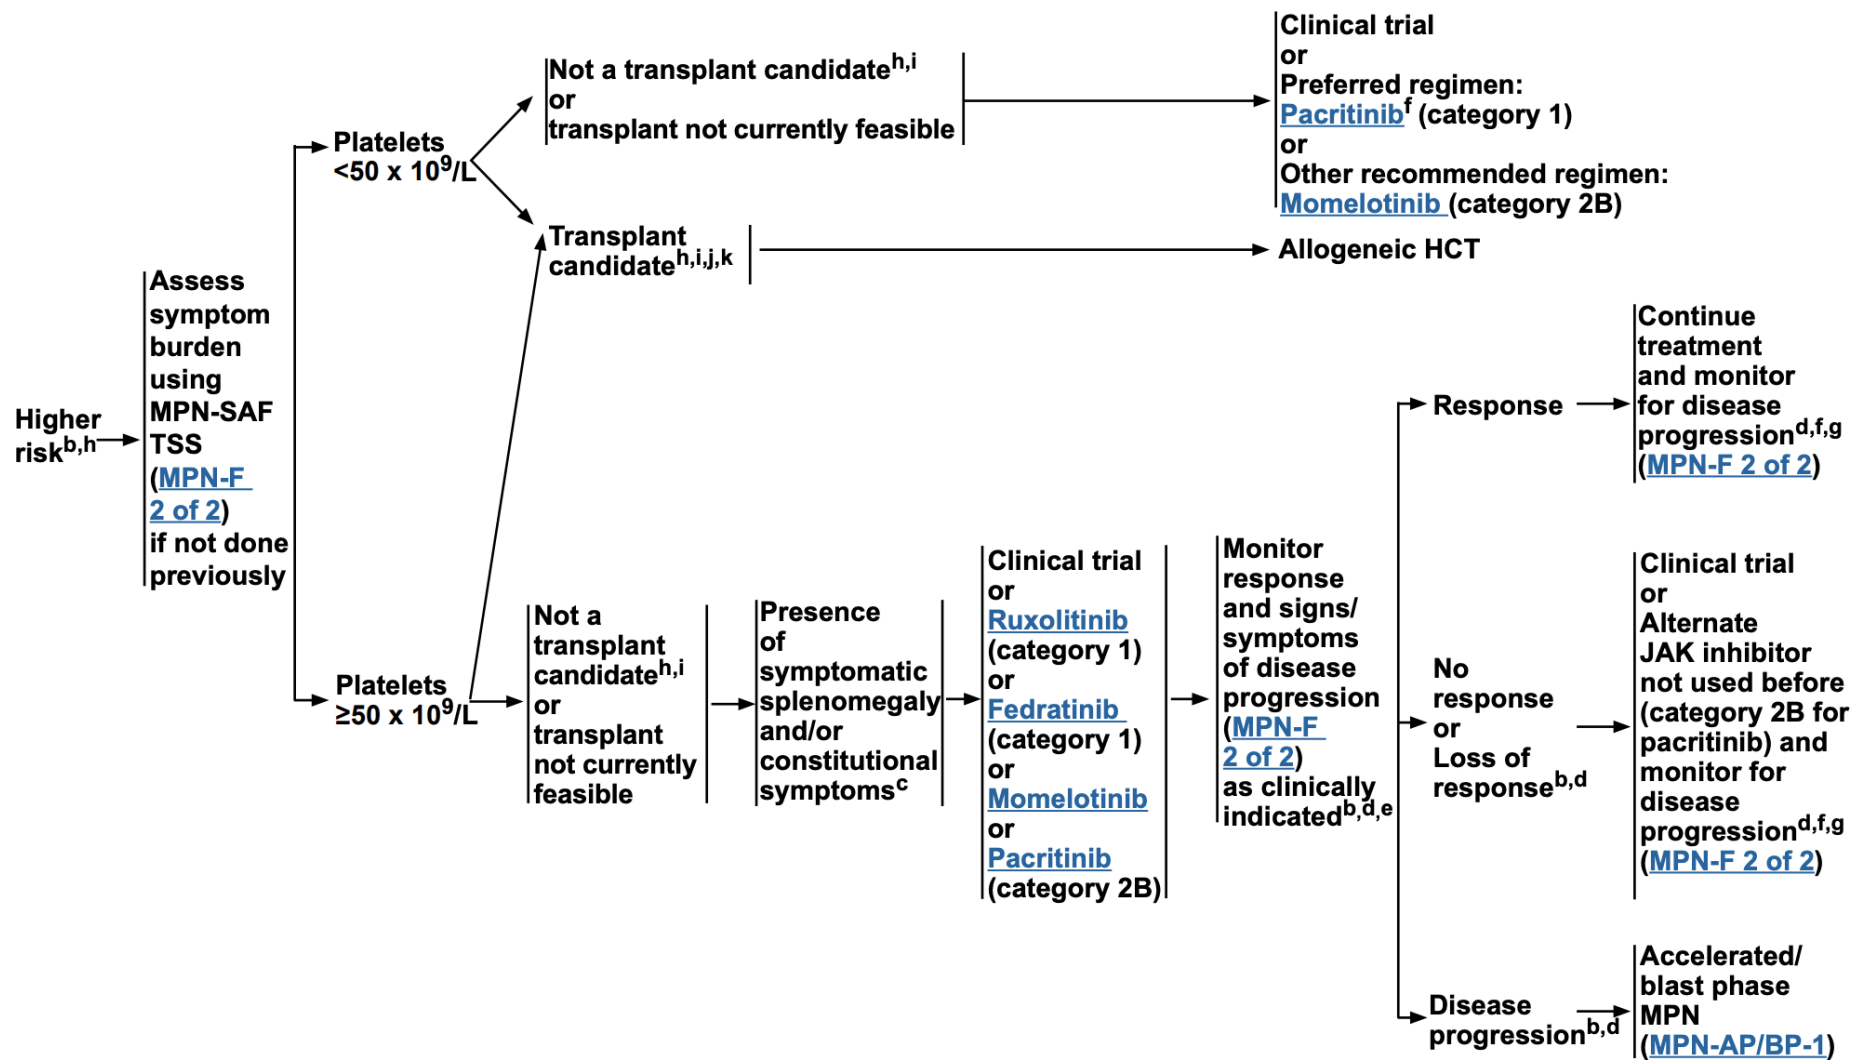 Higher
risk^b,h
Assess
symptom
burden
using
MPN-SAF
TSS
(MPN-F
2 of 2)
if not done
previously
Platelets
<50 x 10^9/L
Not a transplant candidate^h,i
or
transplant not currently feasible
Clinical trial
or
Preferred regimen:
Pacritinib^f (category 1)
or
Other recommended regimen:
Momelotinib (category 2B)
Transplant
candidate^h,i,j,k
Allogeneic HCT
Platelets
≥50 x 10^9/L
Not a
transplant
candidate^h,i
or
transplant
not currently
feasible
Presence
of
symptomatic
splenomegaly
and/or
constitutional
symptoms^c
Clinical trial
or
Ruxolitinib
(category 1)
or
Fedratinib
(category 1)
or
Momelotinib
or
Pacritinib
(category 2B)
Monitor
response
and signs/
symptoms
of disease
progression
(MPN-F
2 of 2)
as clinically
indicated^b,d,e
Response
Continue
treatment
and monitor
for disease
progression^d,f,g
(MPN-F 2 of 2)
No
response
or
Loss of
response^b,d
Clinical trial
or
Alternate
JAK inhibitor
not used before
(category 2B for
pacritinib) and
monitor for
disease
progression^d,f,g
(MPN-F 2 of 2)
Disease
progression^b,d
Accelerated/
blast phase
MPN
(MPN-AP/BP-1)